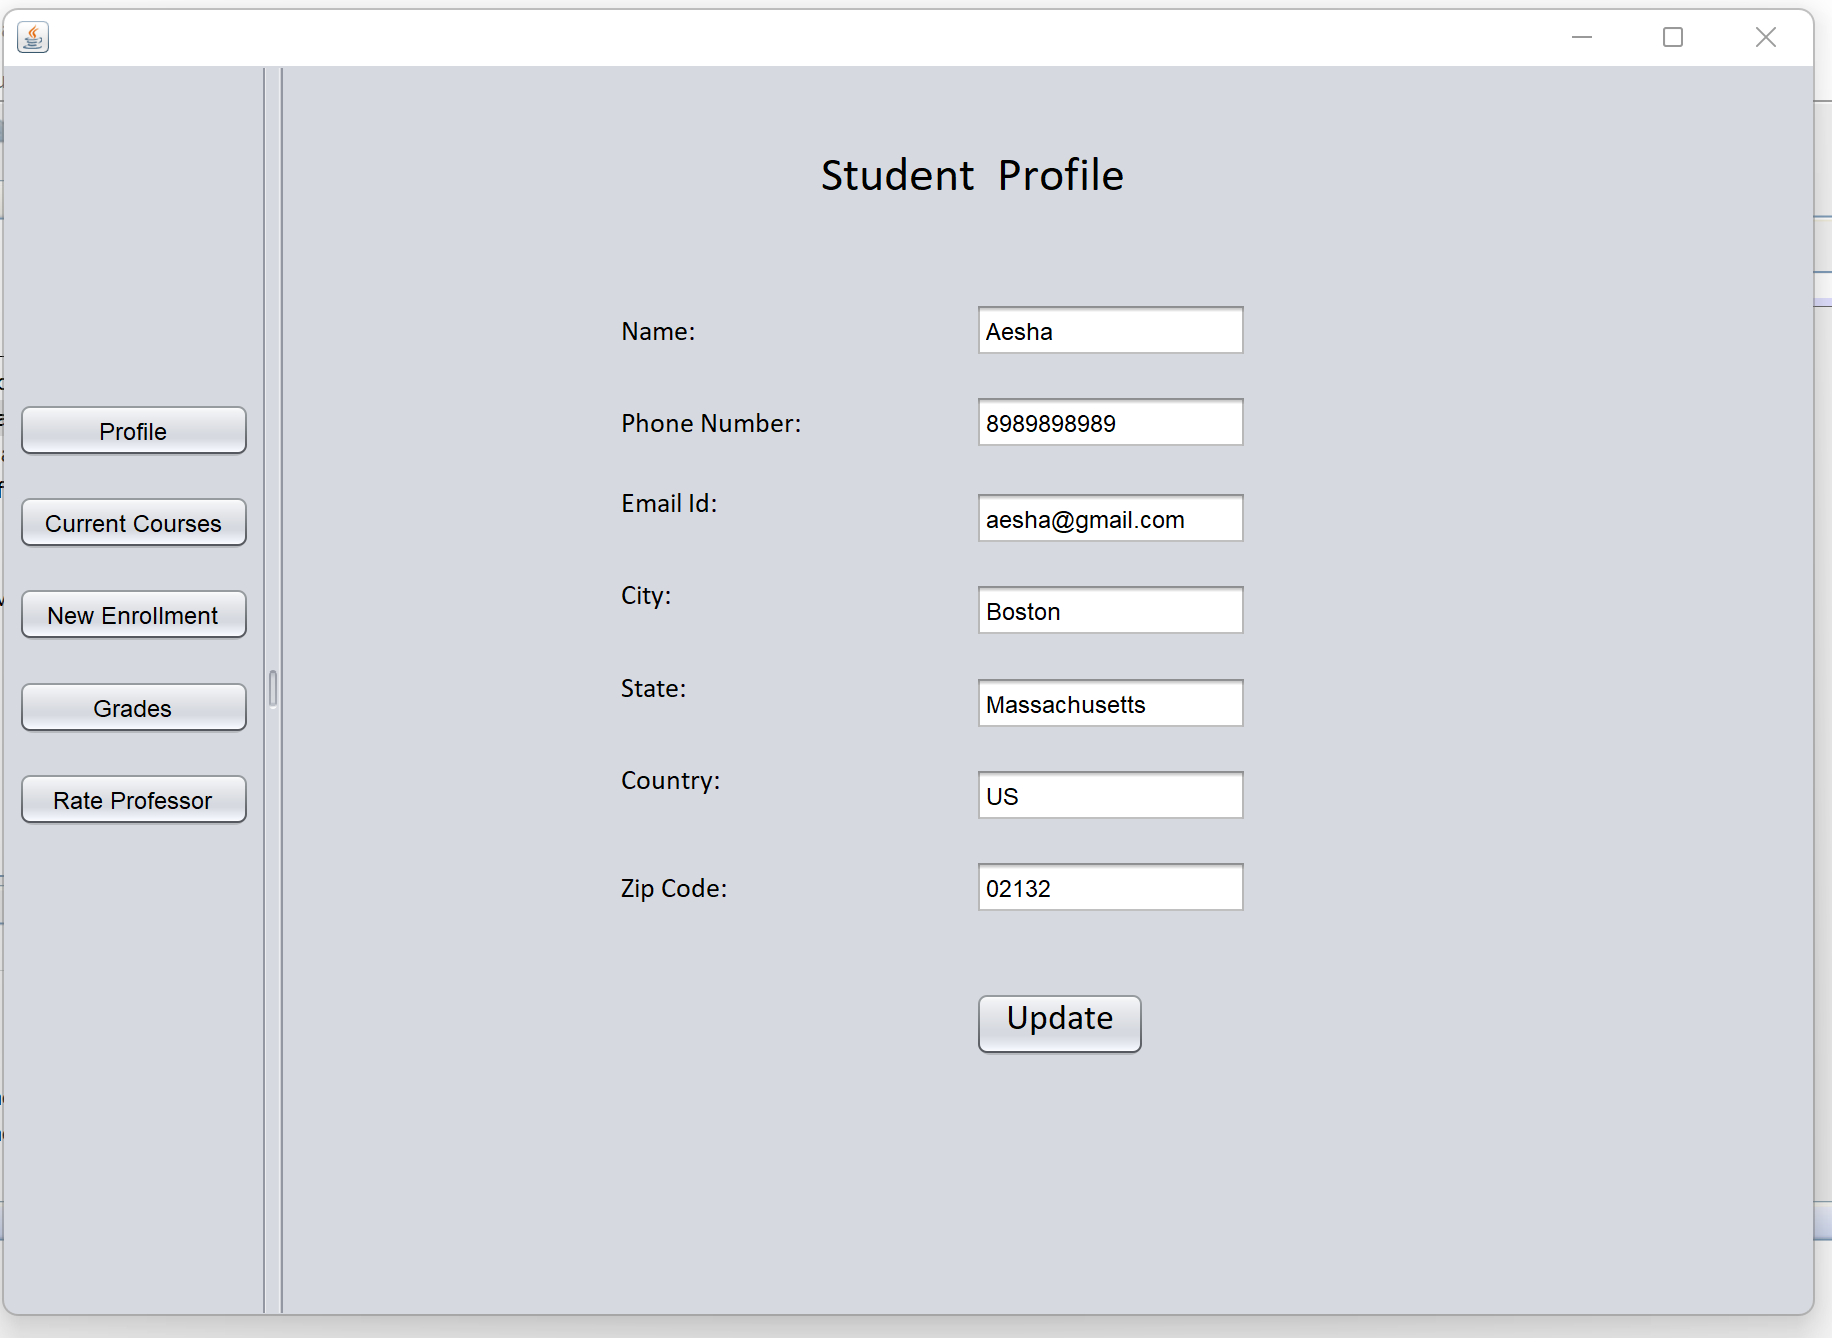 Student  Profile
Name:
Aesha
Phone Number:
8989898989
Email Id:
aesha@gmail.com
City:
Boston
State:
Massachusetts
Country:
US
Zip Code:
02132
Update
Profile
Current Courses
New Enrollment
Grades
Rate Professor